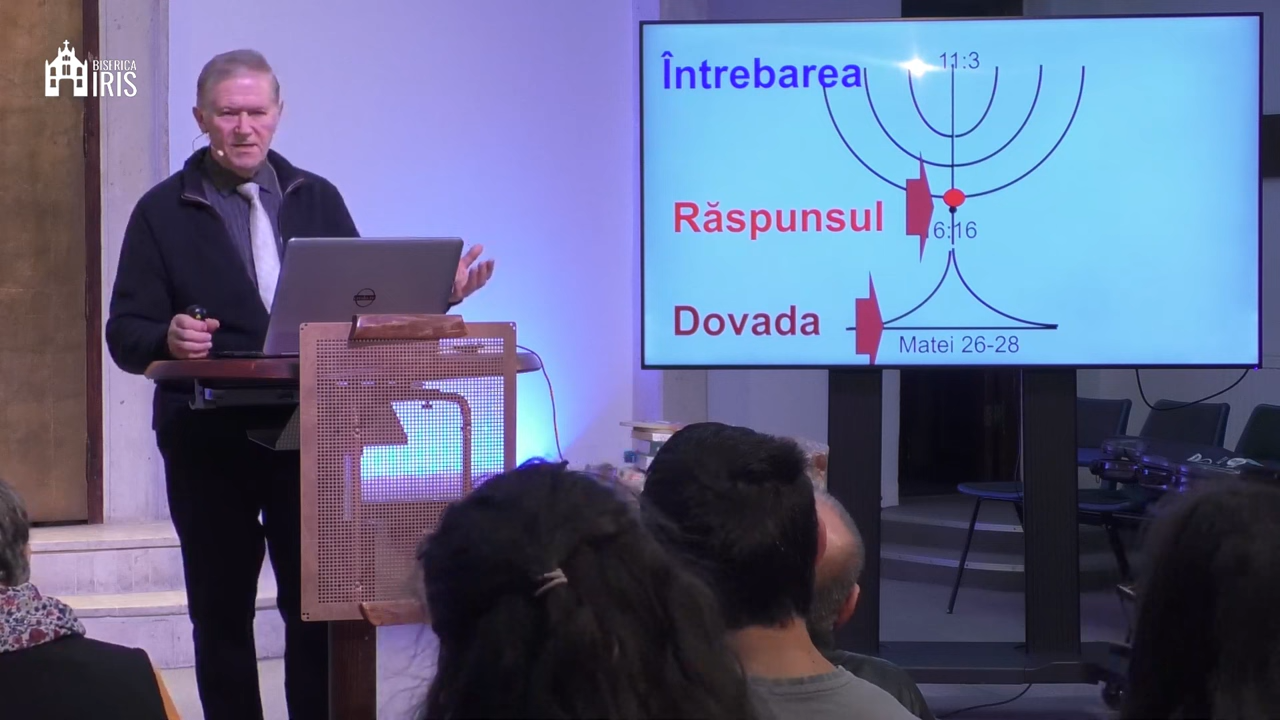 BISERICA
IRIS
Întrebarea
11:3
Răspunsul
6:16
Dovada
Matei 26-28